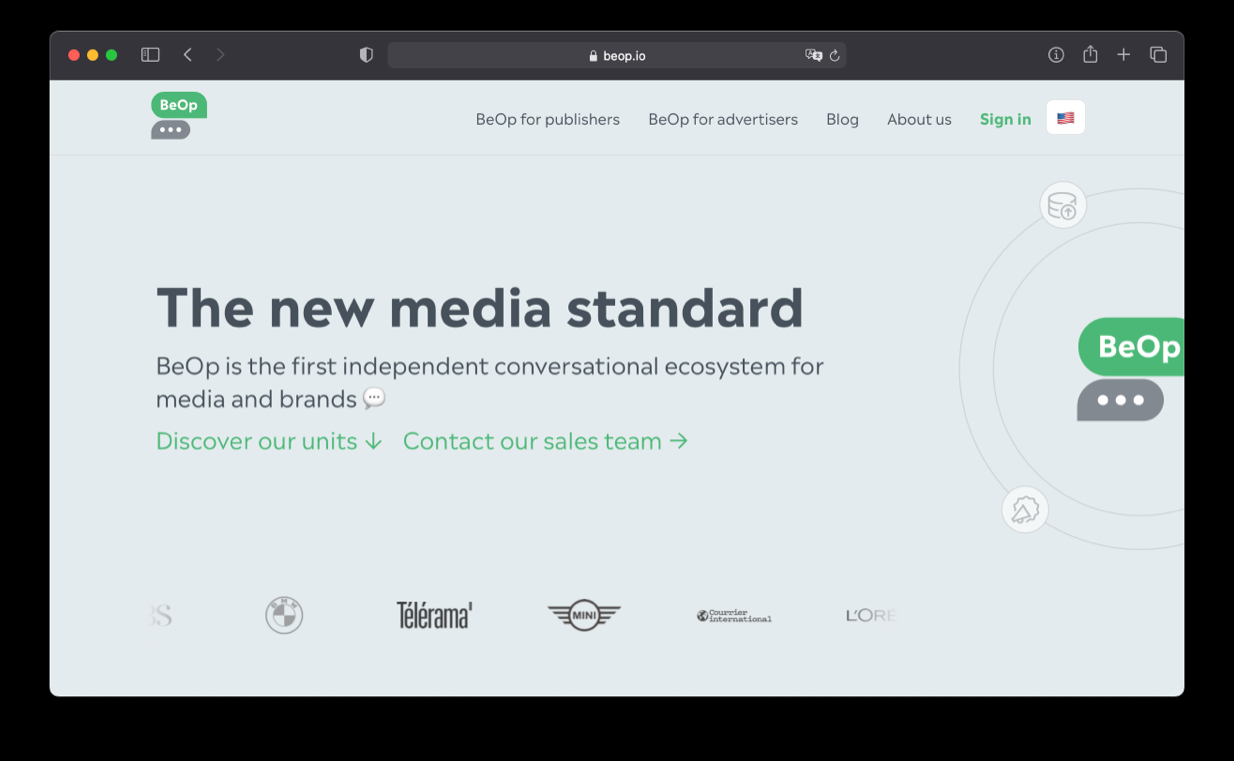 beop.io
BeOp
BeOp for publishers
BeOp for advertisers
Blog
About us
Sign in
The new media standard
BeOp is the first independent conversational ecosystem for
media and brands
Discover our units ↓
Contact our sales team →
BeOp
BMW
Télérama'
MINI
Courrier
international
L'ORÉ